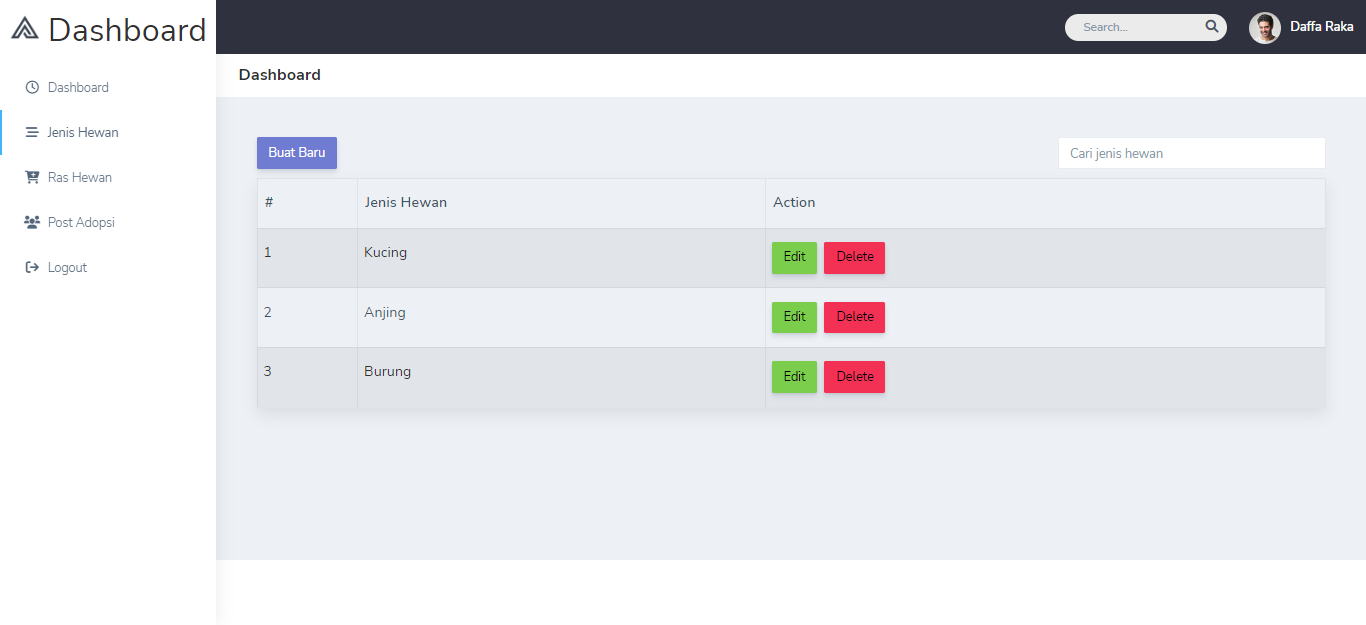 Dashboard
Search...
Daffa Raka
Dashboard
Jenis Hewan
Ras Hewan
Post Adopsi
Logout
Dashboard
Buat Baru
Cari jenis hewan
# Jenis Hewan Action
1 Kucing Edit Delete
2 Anjing Edit Delete
3 Burung Edit Delete